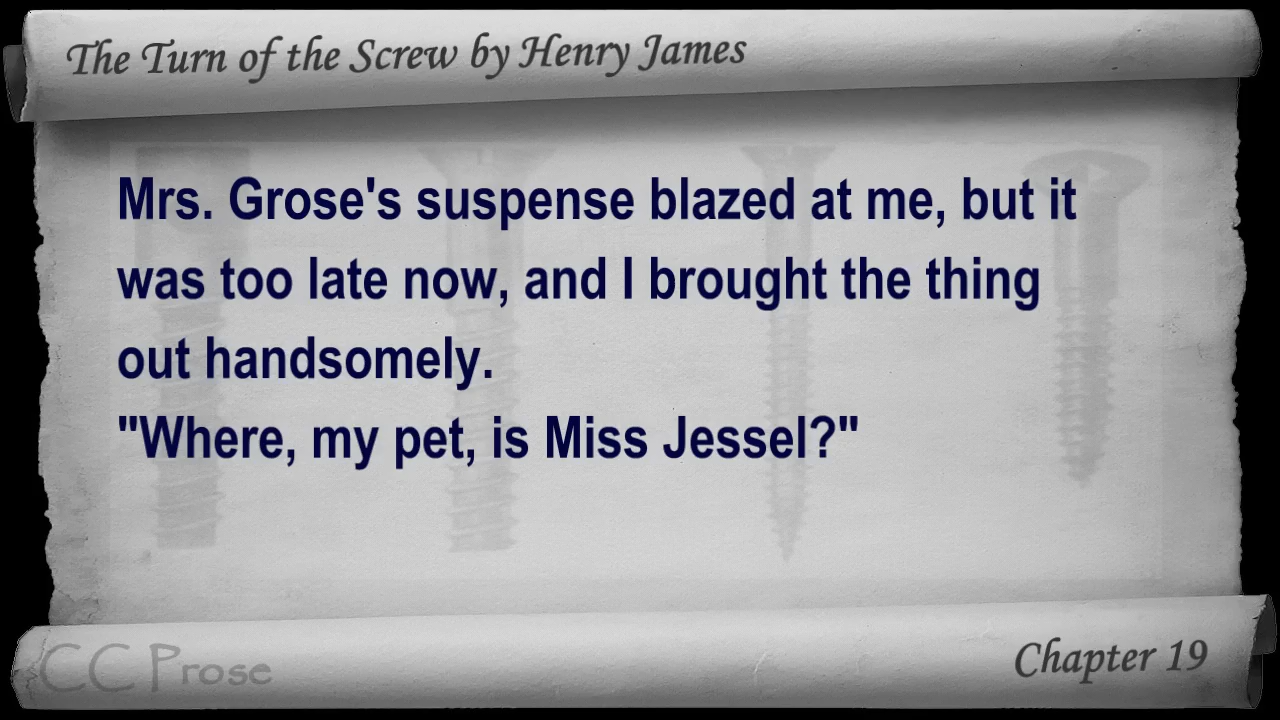 The Turn of the Screw by Henry James
Mrs. Grose's suspense blazed at me, but it
was too late now, and I brought the thing
out handsomely.
"Where, my pet, is Miss Jessel?"
CC Prose
Chapter 19